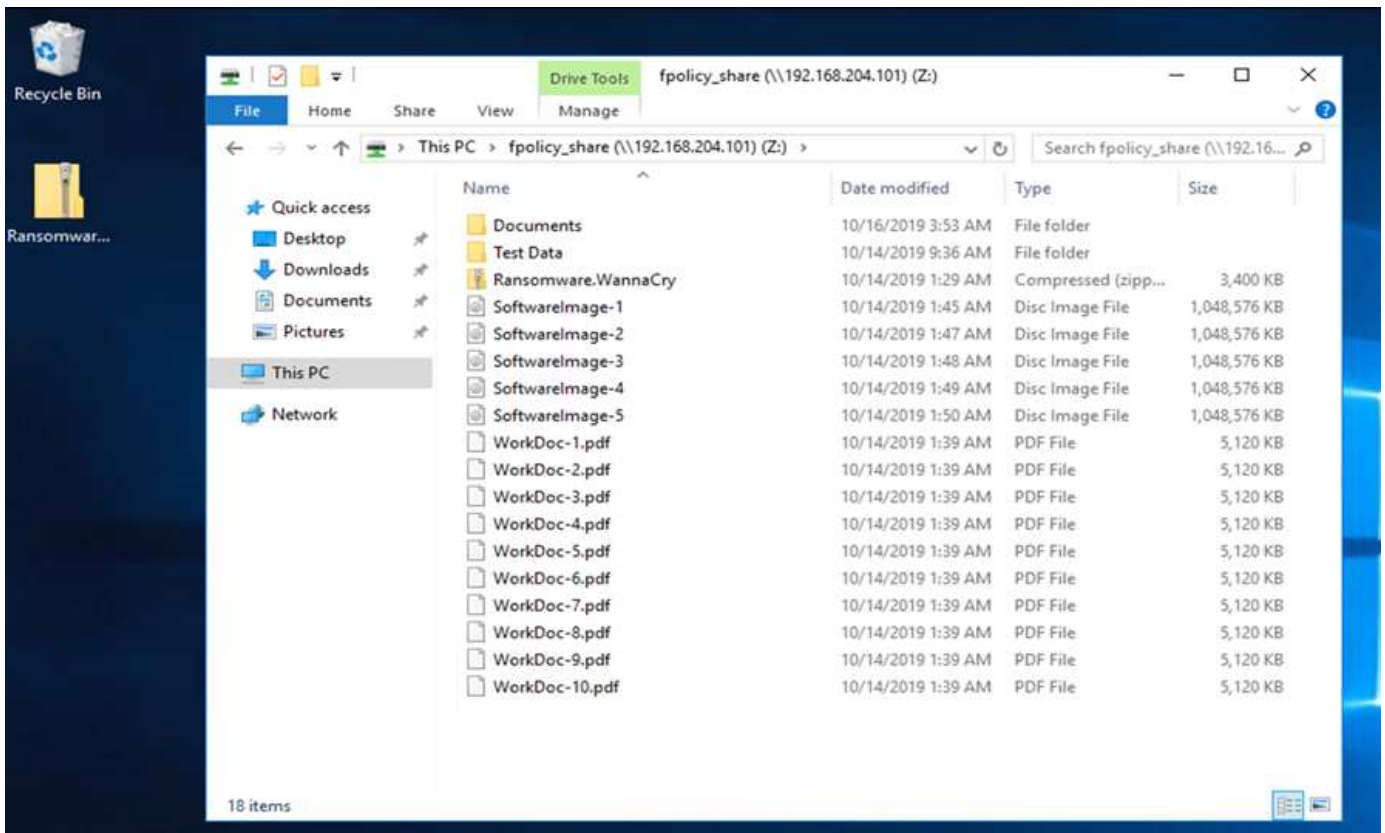 Recycle Bin
Ransomwar...
Drive Tools
fpolicy_share (\\192.168.204.101) (Z:)
File Home Share View Manage
This PC > fpolicy_share (\\192.168.204.101) (Z:) >
Search fpolicy_share (\\192.16...
Quick access
Desktop
Downloads
Documents
Pictures
This PC
Network
Name Date modified Type Size
Documents 10/16/2019 3:53 AM File folder
Test Data 10/14/2019 9:36 AM File folder
Ransomware.WannaCry 10/14/2019 1:29 AM Compressed (zipp... 3,400 KB
SoftwareImage-1 10/14/2019 1:45 AM Disc Image File 1,048,576 KB
SoftwareImage-2 10/14/2019 1:47 AM Disc Image File 1,048,576 KB
SoftwareImage-3 10/14/2019 1:48 AM Disc Image File 1,048,576 KB
SoftwareImage-4 10/14/2019 1:49 AM Disc Image File 1,048,576 KB
SoftwareImage-5 10/14/2019 1:50 AM Disc Image File 1,048,576 KB
WorkDoc-1.pdf 10/14/2019 1:39 AM PDF File 5,120 KB
WorkDoc-2.pdf 10/14/2019 1:39 AM PDF File 5,120 KB
WorkDoc-3.pdf 10/14/2019 1:39 AM PDF File 5,120 KB
WorkDoc-4.pdf 10/14/2019 1:39 AM PDF File 5,120 KB
WorkDoc-5.pdf 10/14/2019 1:39 AM PDF File 5,120 KB
WorkDoc-6.pdf 10/14/2019 1:39 AM PDF File 5,120 KB
WorkDoc-7.pdf 10/14/2019 1:39 AM PDF File 5,120 KB
WorkDoc-8.pdf 10/14/2019 1:39 AM PDF File 5,120 KB
WorkDoc-9.pdf 10/14/2019 1:39 AM PDF File 5,120 KB
WorkDoc-10.pdf 10/14/2019 1:39 AM PDF File 5,120 KB
18 items